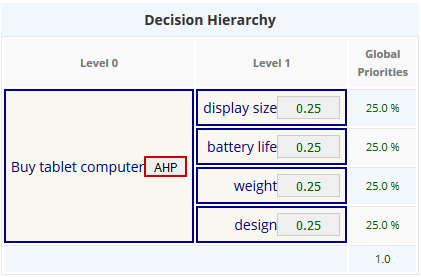 Decision Hierarchy
Level 0 Level 1 Global Priorities
Buy tablet computer AHP
display size 0.25 25.0 %
battery life 0.25 25.0 %
weight 0.25 25.0 %
design 0.25 25.0 %
1.0